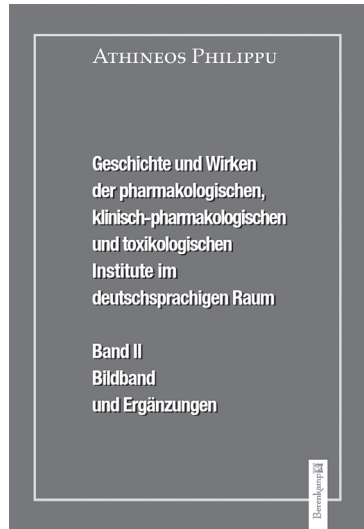 ATHINEOS PHILIPPU
Geschichte und Wirken
der pharmakologischen,
klinisch-pharmakologischen
und toxikologischen
Institute im
deutschsprachigen Raum
Band II
Bildband
und Ergänzungen
Berenkamp